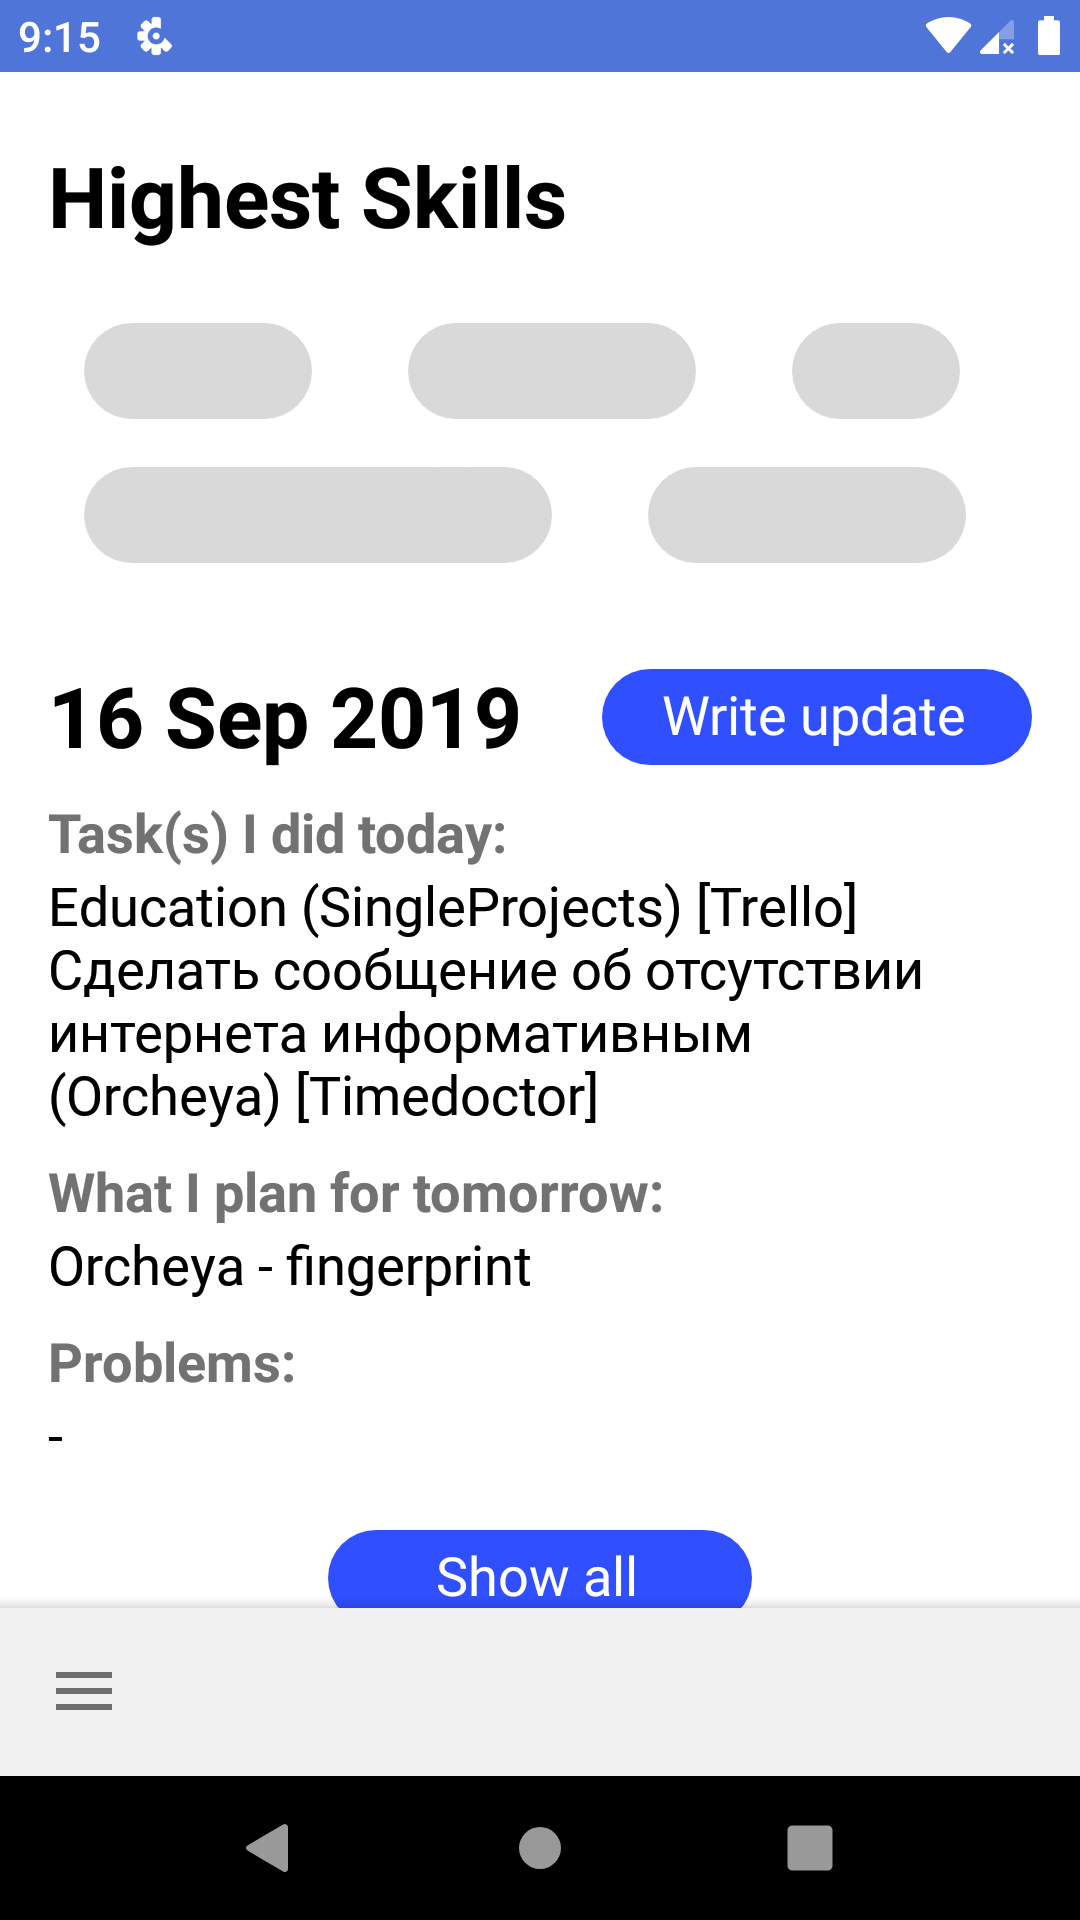 9:15
Highest Skills
16 Sep 2019
Write update
Task(s) I did today:
Education (SingleProjects) [Trello]
Сделать сообщение об отсутствии
интернета информативным
(Orcheya) [Timedoctor]
What I plan for tomorrow:
Orcheya - fingerprint
Problems:
-
Show all